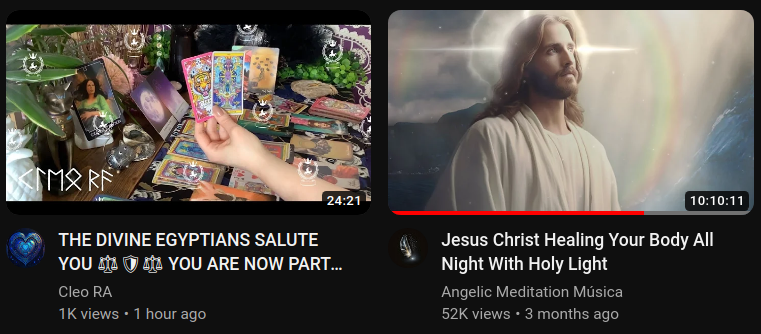 ᚲᛚᛖᛟ ᚱᚨ
24:21
10:10:11
THE DIVINE EGYPTIANS SALUTE
YOU ⚖️🛡️⚖️ YOU ARE NOW PART…
Cleo RA
1K views • 1 hour ago
Jesus Christ Healing Your Body All
Night With Holy Light
Angelic Meditation Música
52K views • 3 months ago